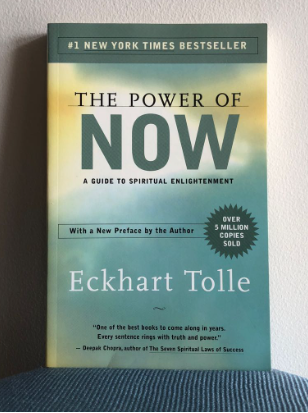 #1 NEW YORK TIMES BESTSELLER
THE POWER OF
NOW
A GUIDE TO SPIRITUAL ENLIGHTENMENT
With a New Preface by the Author
OVER
5 MILLION
COPIES
SOLD
Eckhart Tolle
"One of the best books to come along in years.
Every sentence rings with truth and power."
— Deepak Chopra, author of The Seven Spiritual Laws of Success